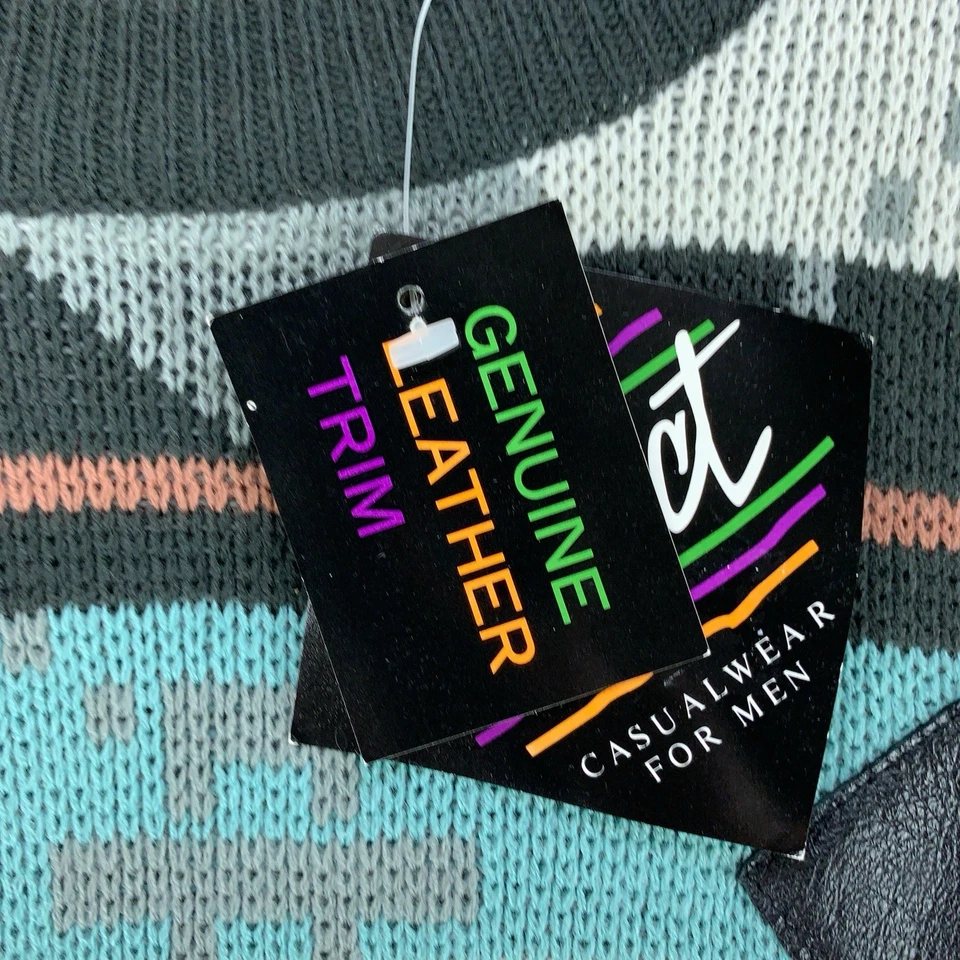 GENUINE
LEATHER
TRIM
CASUALWEAR
FOR MEN